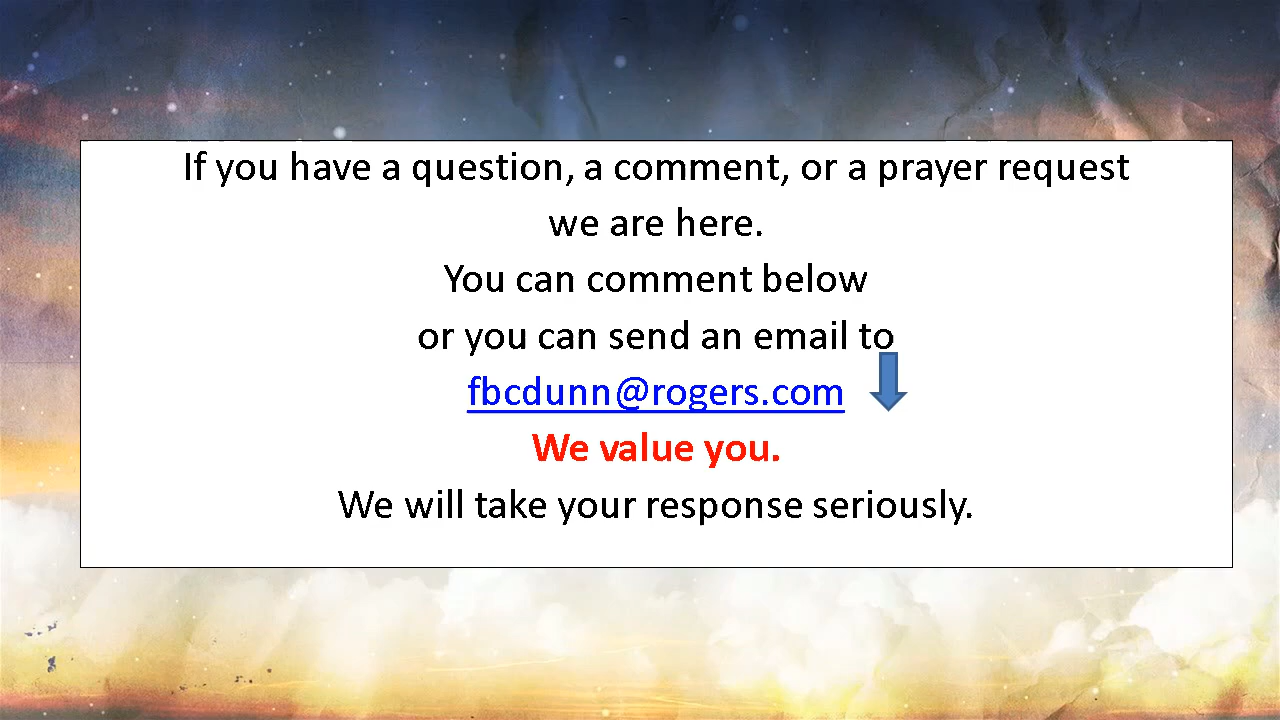 If you have a question, a comment, or a prayer request
we are here.
You can comment below
or you can send an email to
fbcdunn@rogers.com
We value you.
We will take your response seriously.